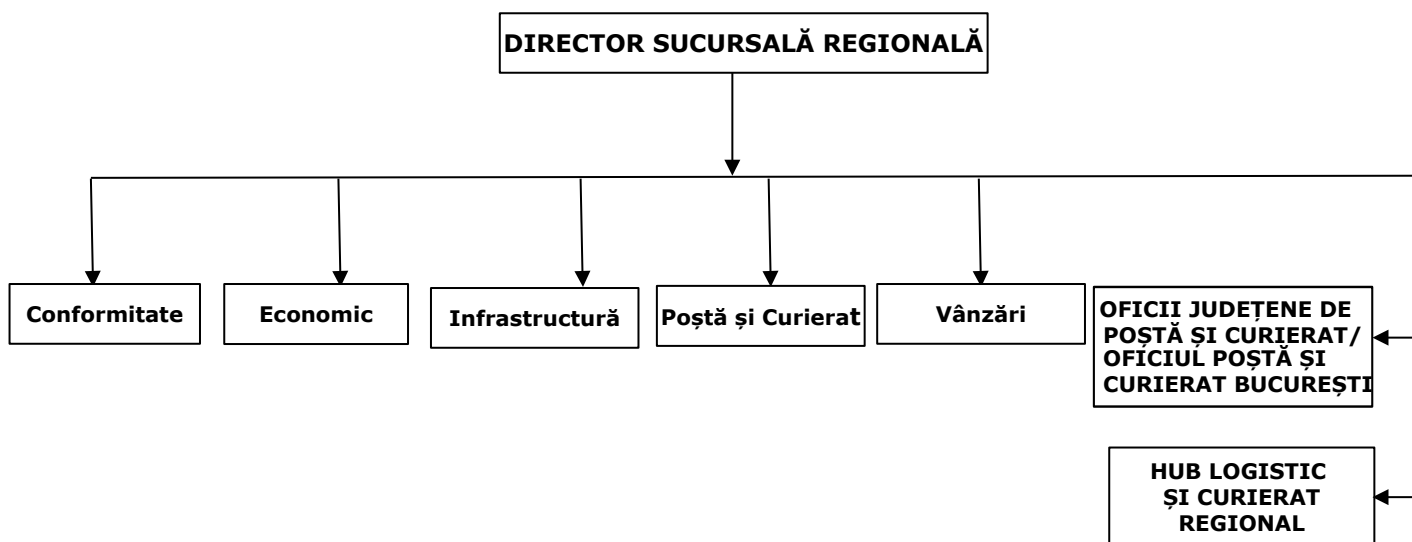 DIRECTOR SUCURSALĂ REGIONALĂ
Conformitate
Economic
Infrastructură
Poștă și Curierat
Vânzări
OFICII JUDEȚENE DE
POȘTĂ ȘI CURIERAT/
OFICIUL POȘTĂ ȘI
CURIERAT BUCUREȘTI
HUB LOGISTIC
ȘI CURIERAT
REGIONAL